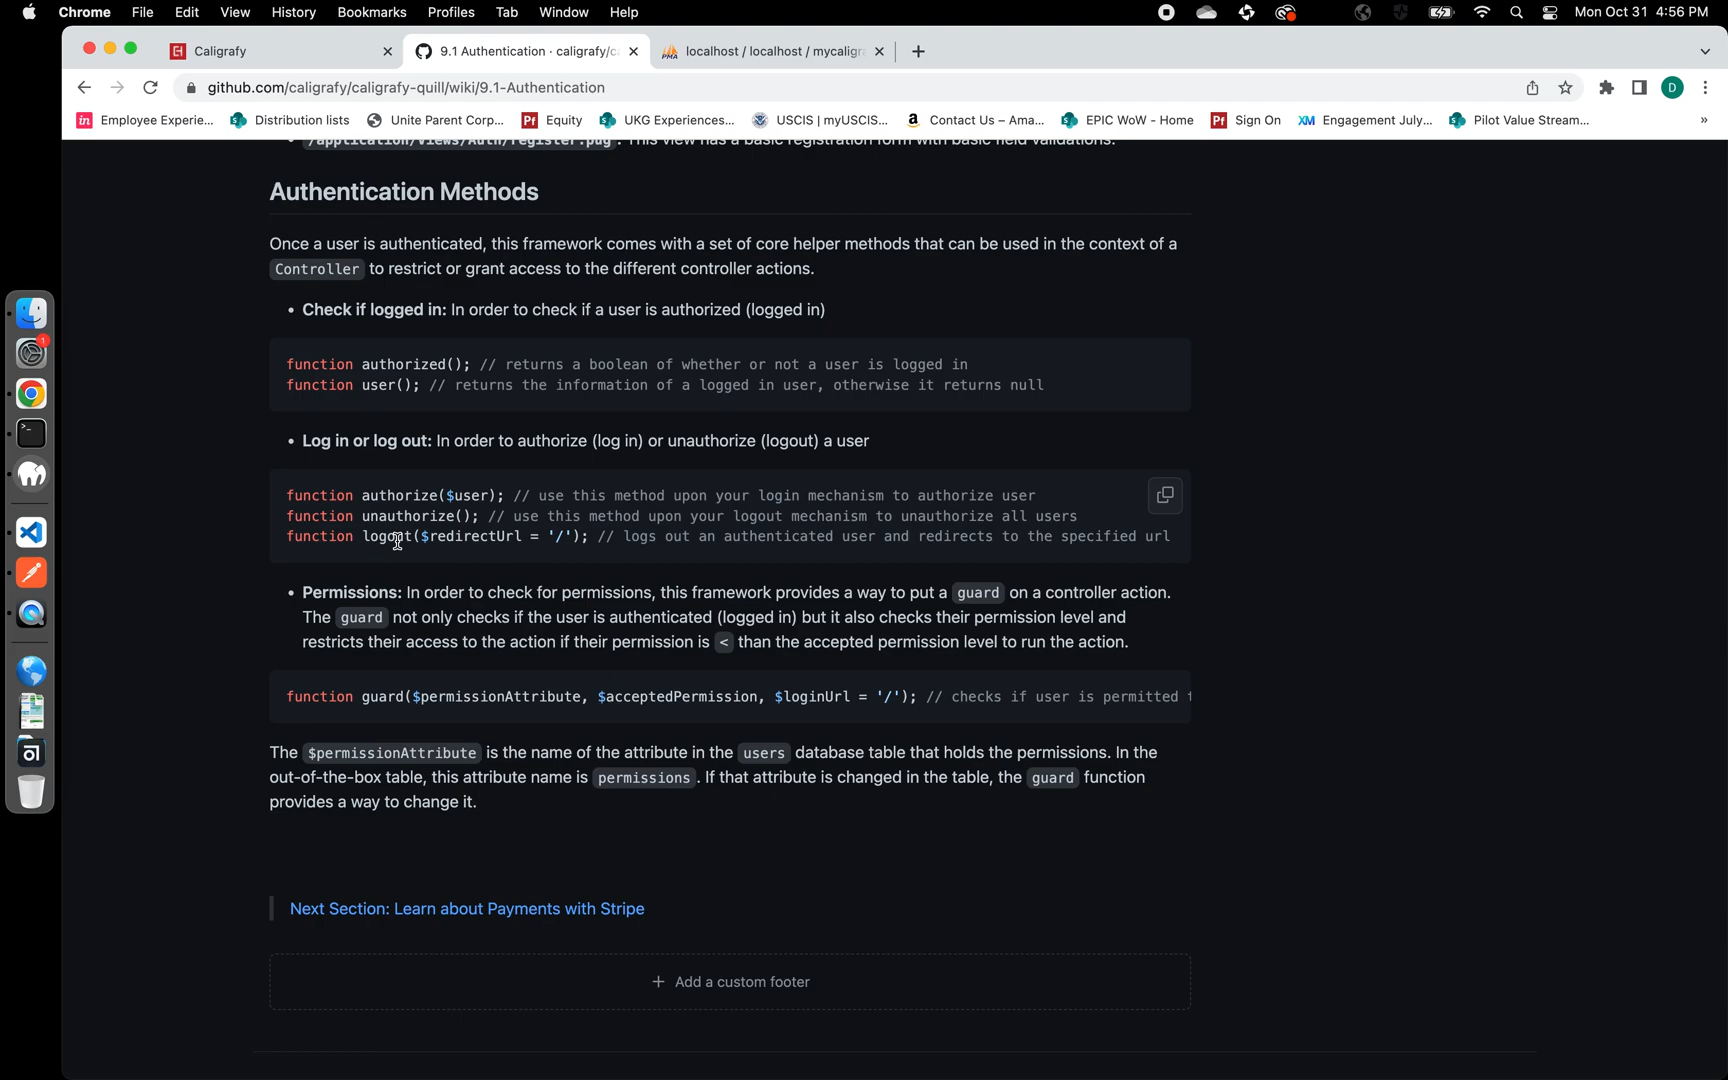 Chrome File Edit View History Bookmarks Profiles Tab Window Help Mon Oct 31 4:56 PM
Caligrafy
9.1 Authentication · caligrafy/c
localhost / localhost / mycaligra
github.com/caligrafy/caligrafy-quill/wiki/9.1-Authentication
D
Employee Experie... Distribution lists Unite Parent Corp... Equity UKG Experiences... USCIS | myUSCIS... Contact Us – Ama... EPIC WoW - Home Sign On Engagement July... Pilot Value Stream... »
/application/Views/Auth/register.pug : This view has a basic registration form with basic field validations.
Authentication Methods
Once a user is authenticated, this framework comes with a set of core helper methods that can be used in the context of a
Controller to restrict or grant access to the different controller actions.
• Check if logged in: In order to check if a user is authorized (logged in)
function authorized(); // returns a boolean of whether or not a user is logged in
function user(); // returns the information of a logged in user, otherwise it returns null
• Log in or log out: In order to authorize (log in) or unauthorize (logout) a user
function authorize($user); // use this method upon your login mechanism to authorize user
function unauthorize(); // use this method upon your logout mechanism to unauthorize all users
function logout($redirectUrl = '/'); // logs out an authenticated user and redirects to the specified url
• Permissions: In order to check for permissions, this framework provides a way to put a guard on a controller action.
The guard not only checks if the user is authenticated (logged in) but it also checks their permission level and
restricts their access to the action if their permission is < than the accepted permission level to run the action.
function guard($permissionAttribute, $acceptedPermission, $loginUrl = '/'); // checks if user is permitted
The $permissionAttribute is the name of the attribute in the users database table that holds the permissions. In the
out-of-the-box table, this attribute name is permissions . If that attribute is changed in the table, the guard function
provides a way to change it.
Next Section: Learn about Payments with Stripe
+ Add a custom footer